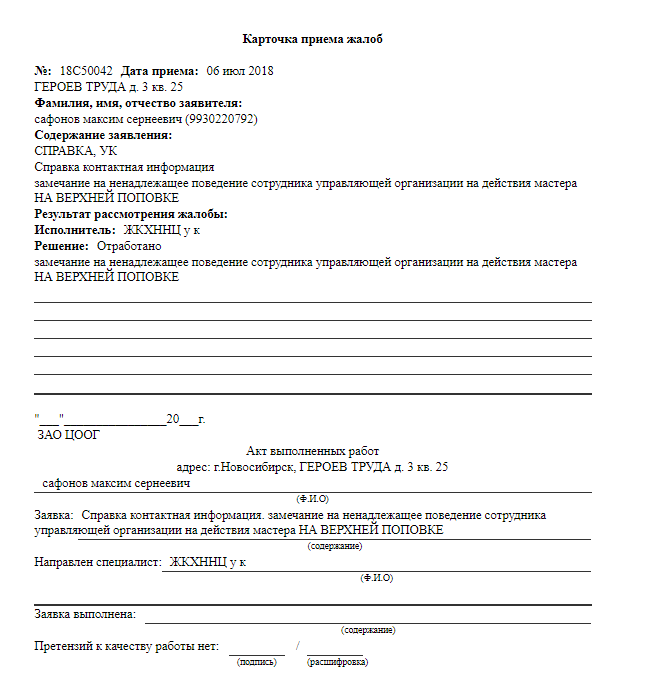 Карточка приема жалоб
№: 18С50042 Дата приема: 06 июл 2018
ГЕРОЕВ ТРУДА д. 3 кв. 25
Фамилия, имя, отчество заявителя:
сафонов максим сернеевич (9930220792)
Содержание заявления:
СПРАВКА, УК
Справка контактная информация
замечание на ненадлежащее поведение сотрудника управляющей организации на действия мастера
НА ВЕРХНЕЙ ПОПОВКЕ
Результат рассмотрения жалобы:
Исполнитель: ЖКХННЦ у к
Решение: Отработано
замечание на ненадлежащее поведение сотрудника управляющей организации на действия мастера
НА ВЕРХНЕЙ ПОПОВКЕ
"___"_________________20___г.
ЗАО ЦООГ
Акт выполненных работ
адрес: г.Новосибирск, ГЕРОЕВ ТРУДА д. 3 кв. 25
сафонов максим сернеевич
(Ф.И.О)
Заявка: Справка контактная информация. замечание на ненадлежащее поведение сотрудника
управляющей организации на действия мастера НА ВЕРХНЕЙ ПОПОВКЕ
(содержание)
Направлен специалист: ЖКХННЦ у к
(Ф.И.О)
Заявка выполнена:
(содержание)
Претензий к качеству работы нет: /
(подпись) (расшифровка)